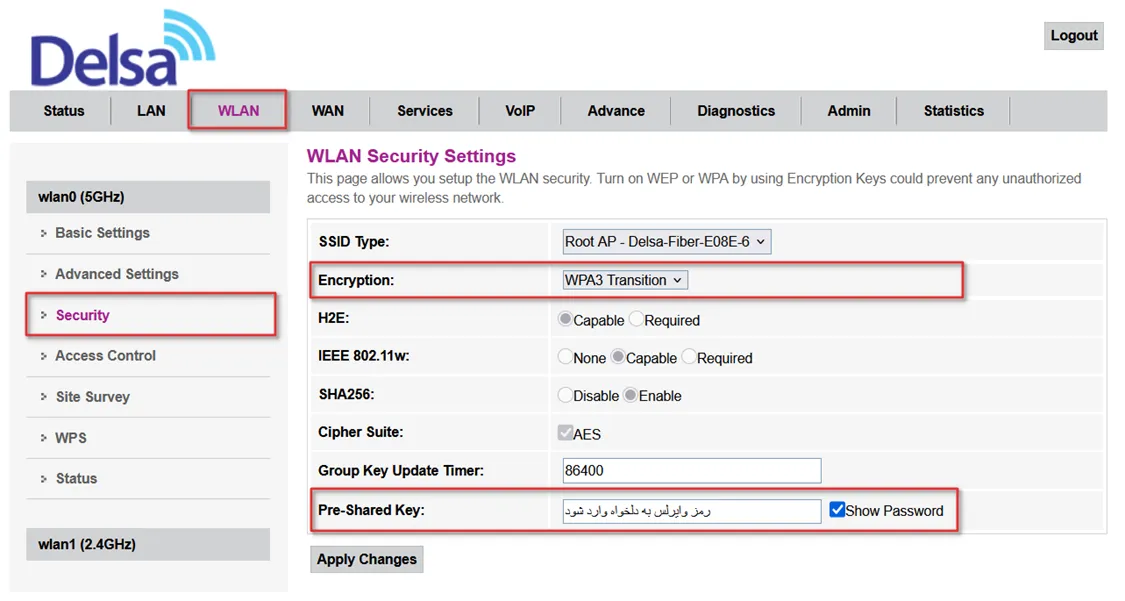 Delsa
Logout
Status LAN WLAN WAN Services VoIP Advance Diagnostics Admin Statistics
wlan0 (5GHz)
Basic Settings
Advanced Settings
Security
Access Control
Site Survey
WPS
Status
wlan1 (2.4GHz)
WLAN Security Settings
This page allows you setup the WLAN security. Turn on WEP or WPA by using Encryption Keys could prevent any unauthorized
access to your wireless network.
SSID Type: Root AP - Delsa-Fiber-E08E-6
Encryption: WPA3 Transition
H2E: Capable Required
IEEE 802.11w: None Capable Required
SHA256: Disable Enable
Cipher Suite: AES
Group Key Update Timer: 86400
Pre-Shared Key: رمز وایرلس به دلخواه وارد شود Show Password
Apply Changes